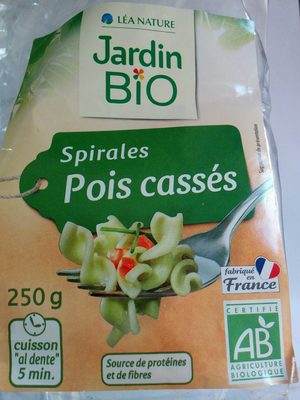 LÉA NATURE
Jardin
BiO
Spirales
Pois cassés
250 g
cuisson
"al dente"
5 min.
Source de protéines
et de fibres
fabriqué
en
France
CERTIFIÉ
AB
AGRICULTURE
BIOLOGIQUE